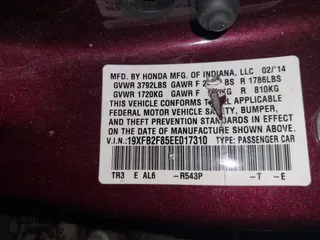 MFD. BY HONDA MFG. OF INDIANA, LLC 02/'14
GVWR 3792LBS GAWR F LBS R 1786LBS
GVWR 1720KG GAWR F KG R 810KG
THIS VEHICLE CONFORMS TO ALL APPLICABLE
FEDERAL MOTOR VEHICLE SAFETY, BUMPER,
AND THEFT PREVENTION STANDARDS IN EFFECT
ON THE DATE OF MANUFACTURE SHOWN ABOVE.
V.I.N.: 19XFB2F85EE017310 TYPE: PASSENGER CAR
TR3 E AL6 -R543P -T -E